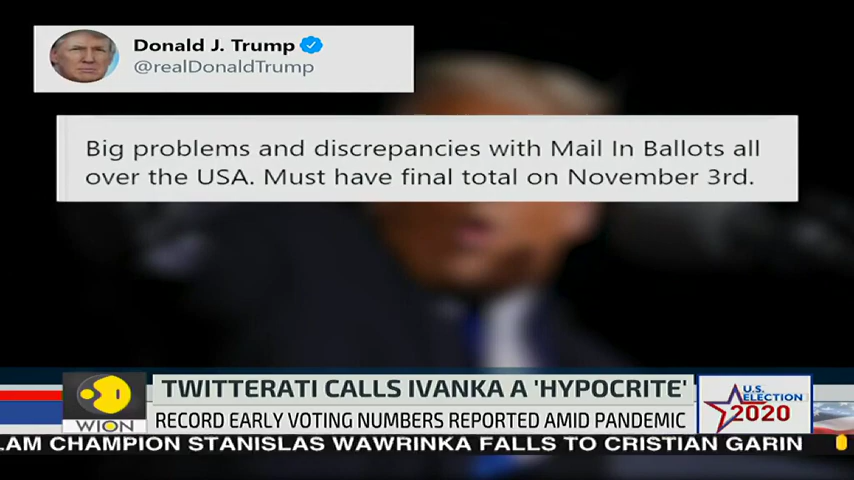 Donald J. Trump
@realDonaldTrump
Big problems and discrepancies with Mail In Ballots all
over the USA. Must have final total on November 3rd.
TWITTERATI CALLS IVANKA A 'HYPOCRITE'
RECORD EARLY VOTING NUMBERS REPORTED AMID PANDEMIC
WION
U.S.
ELECTION
2020
LAM CHAMPION STANISLAS WAWRINKA FALLS TO CRISTIAN GARIN